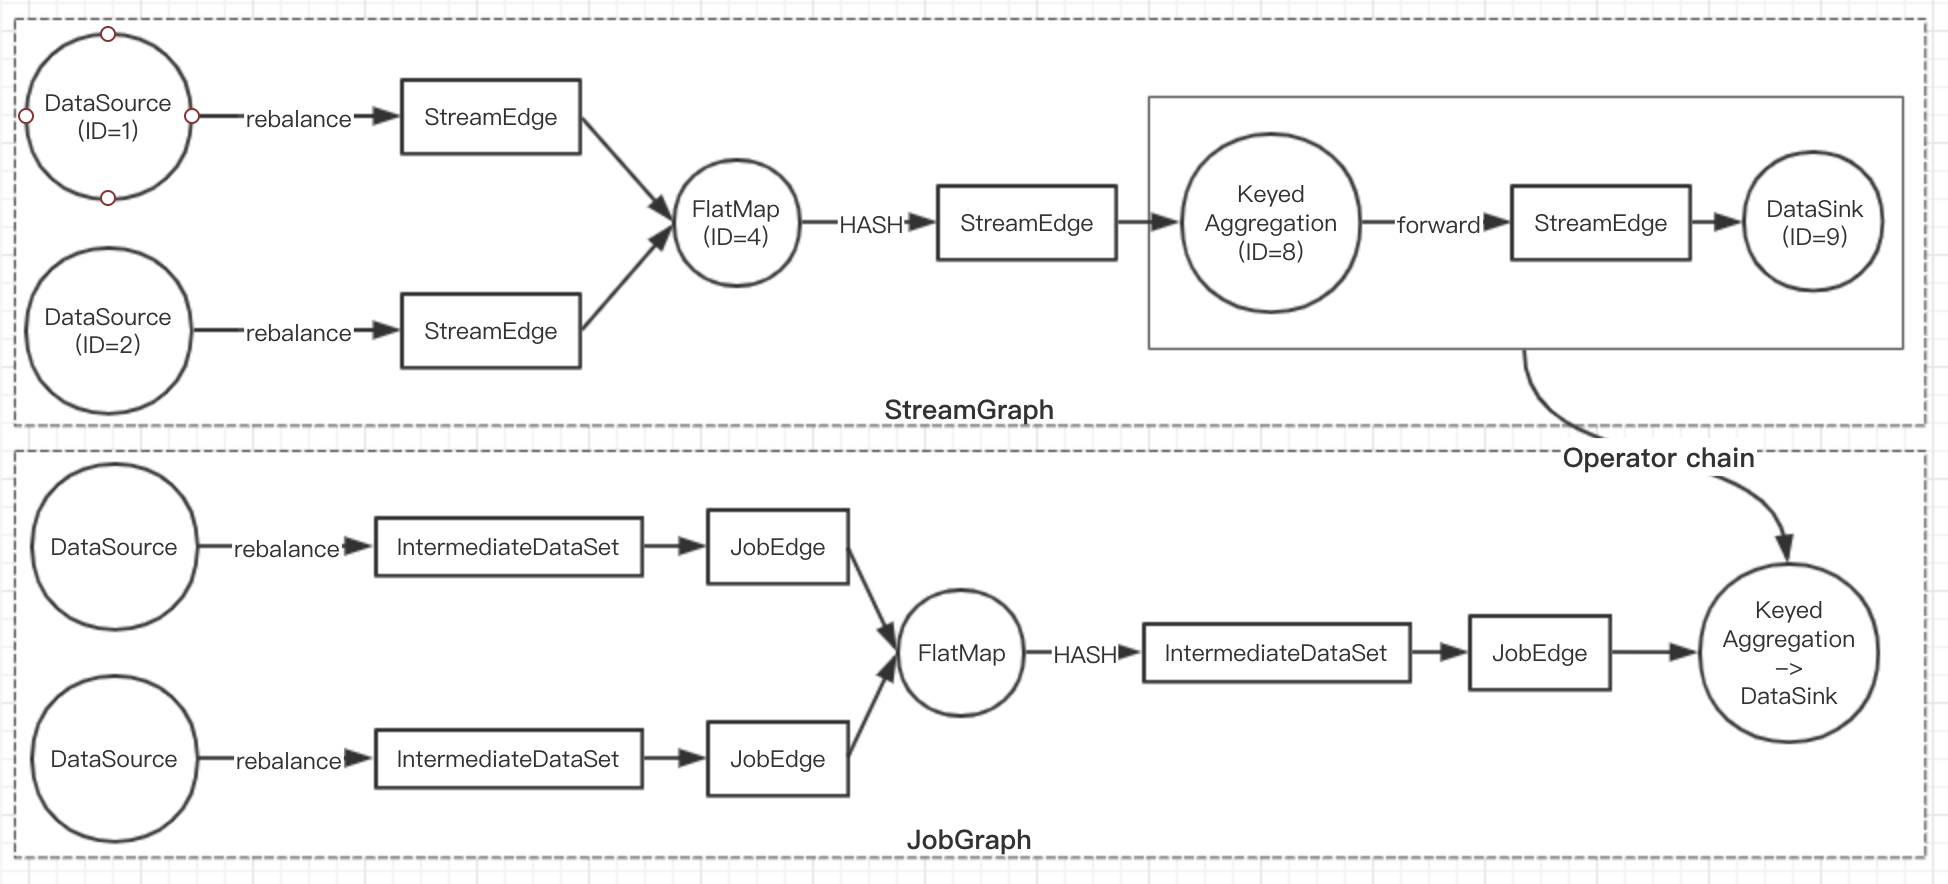 DataSource
(ID=1)
rebalance
StreamEdge
DataSource
(ID=2)
rebalance
StreamEdge
FlatMap
(ID=4)
HASH
StreamEdge
Keyed
Aggregation
(ID=8)
forward
StreamEdge
DataSink
(ID=9)
StreamGraph
Operator chain
DataSource
rebalance
IntermediateDataSet
JobEdge
DataSource
rebalance
IntermediateDataSet
JobEdge
FlatMap
HASH
IntermediateDataSet
JobEdge
Keyed
Aggregation
–>
DataSink
JobGraph